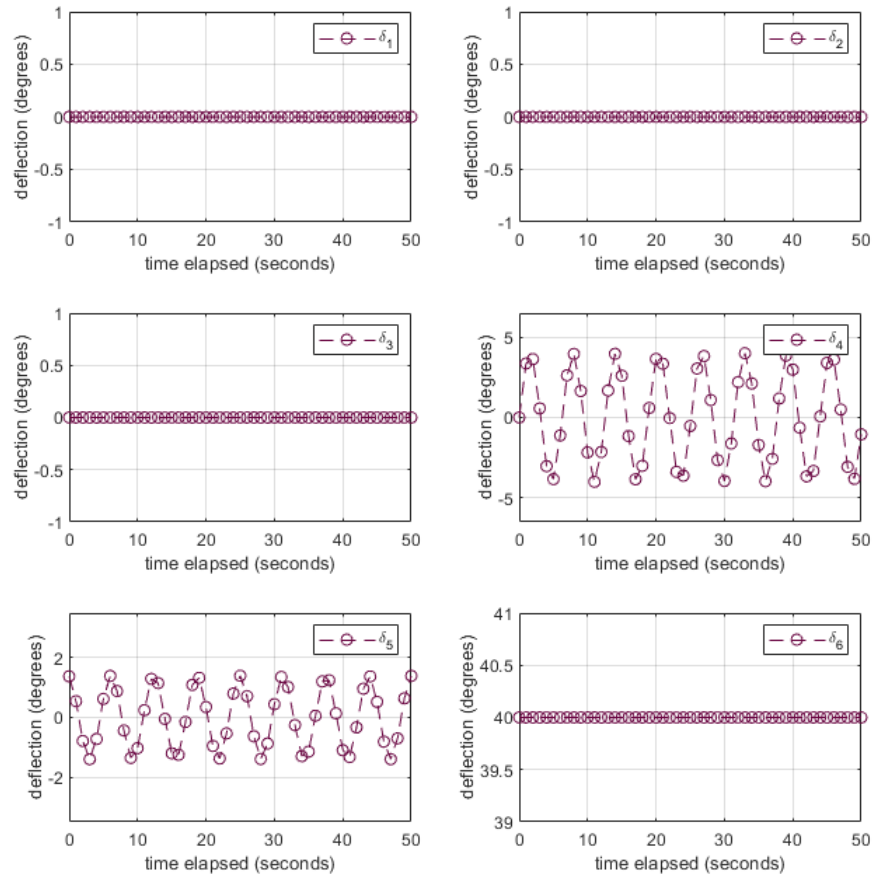 1
0.5
0
-0.5
-1
deflection (degrees)
δ1
0 10 20 30 40 50
time elapsed (seconds)
1
0.5
0
-0.5
-1
deflection (degrees)
δ2
0 10 20 30 40 50
time elapsed (seconds)
1
0.5
0
-0.5
-1
deflection (degrees)
δ3
0 10 20 30 40 50
time elapsed (seconds)
5
0
-5
deflection (degrees)
δ4
0 10 20 30 40 50
time elapsed (seconds)
2
0
-2
deflection (degrees)
δ5
0 10 20 30 40 50
time elapsed (seconds)
41
40.5
40
39.5
39
deflection (degrees)
δ6
0 10 20 30 40 50
time elapsed (seconds)